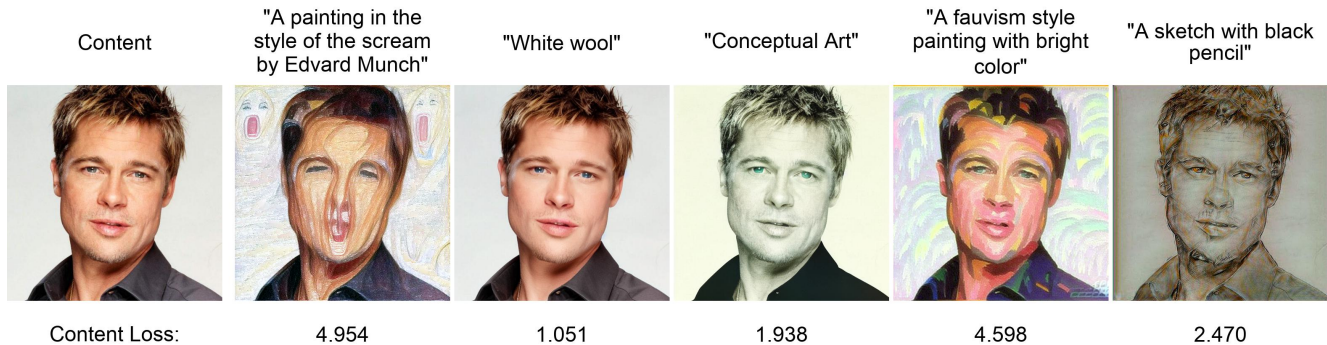 Content
"A painting in the
style of the scream
by Edvard Munch"
"White wool"
"Conceptual Art"
"A fauvism style
painting with bright
color"
"A sketch with black
pencil"
Content Loss:
4.954
1.051
1.938
4.598
2.470